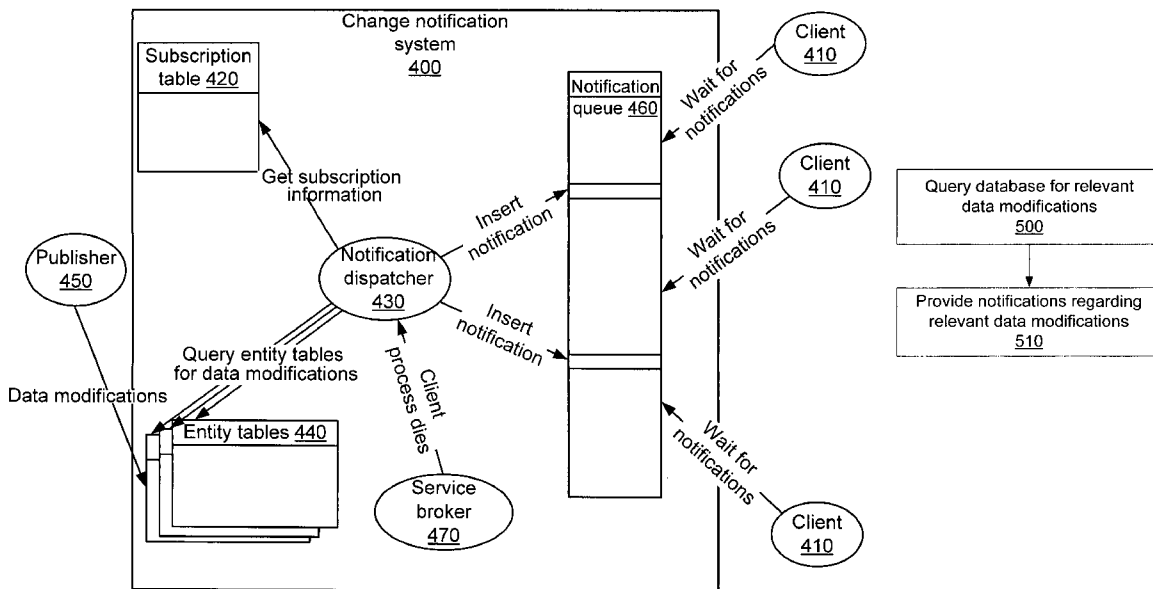 Change notification
system
400
Subscription
table 420
Notification
queue 460
Client
410
Wait for
notifications
Get subscription
information
Insert
notification
Client
410
Wait for
notifications
Query database for relevant
data modifications
500
Publisher
450
Notification
dispatcher
430
Provide notifications regarding
relevant data modifications
510
Insert
notification
Query entity tables
for data modifications
Data modifications
Client
process dies
Entity tables 440
Wait for
notifications
Service
broker
470
Client
410